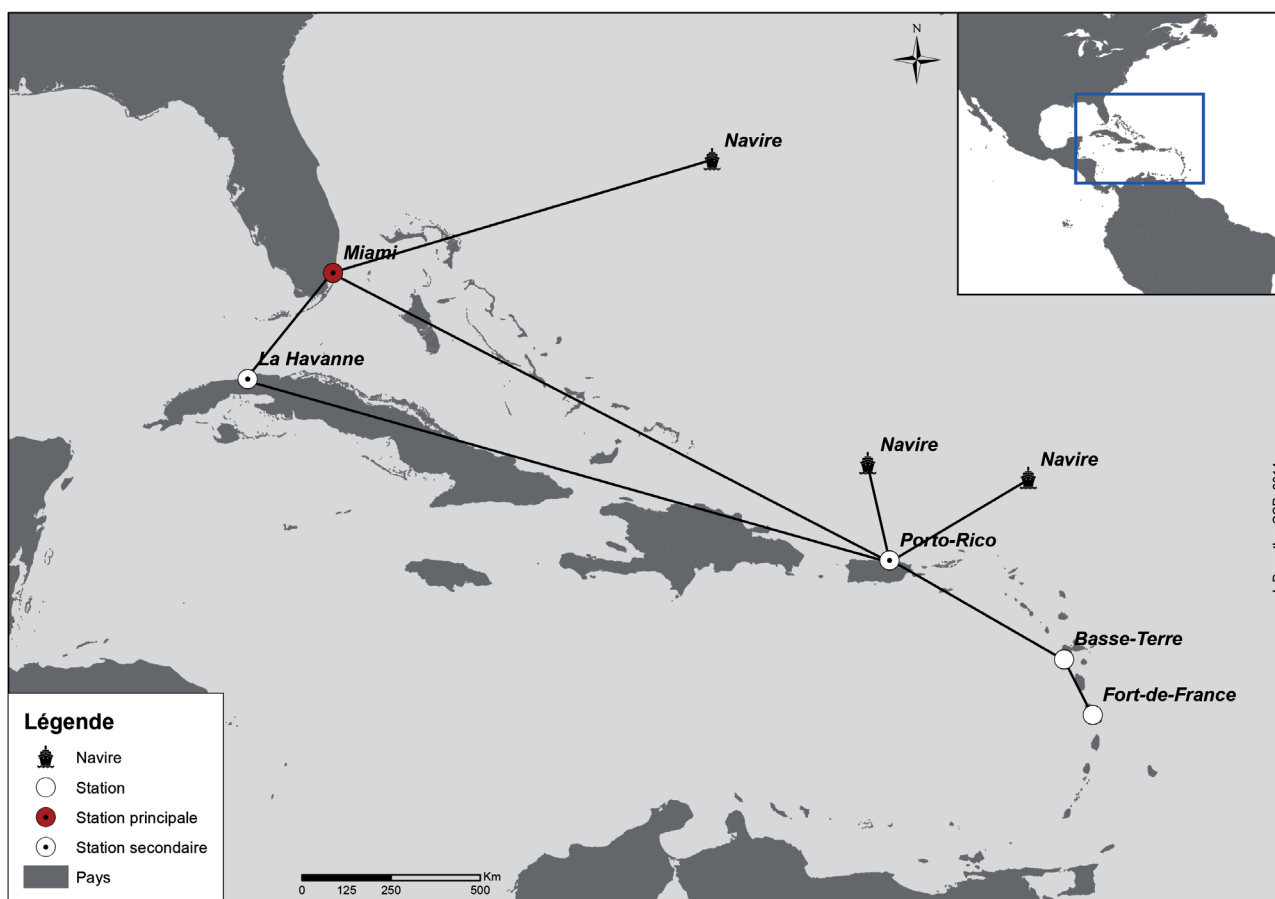 N
Navire
Miami
La Havanne
Navire
Navire
Porto-Rico
Basse-Terre
Fort-de-France
Légende
Navire
Station
Station principale
Station secondaire
Pays
Km
0 125 250 500